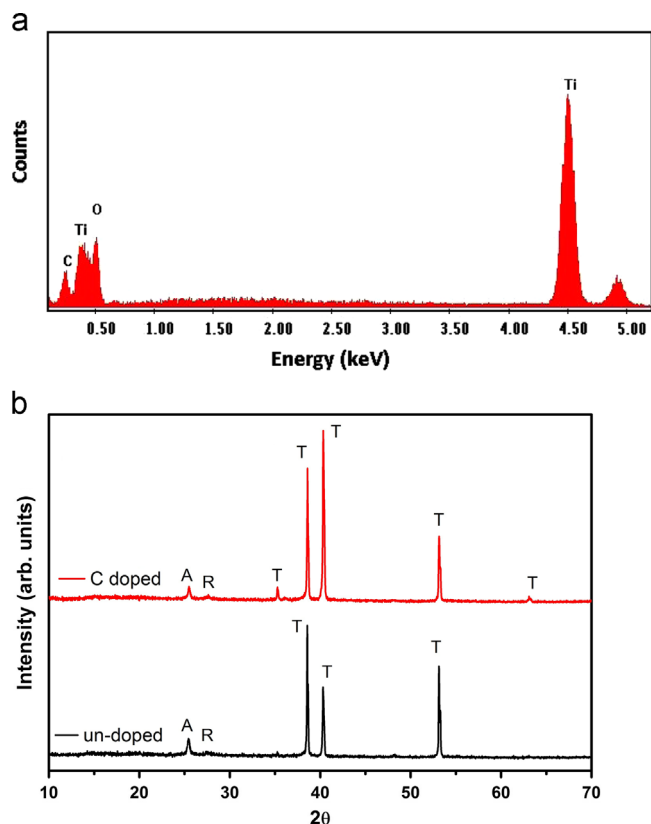 a
Counts
C
Ti
O
Ti
0.50 1.00 1.50 2.00 2.50 3.00 3.50 4.00 4.50 5.00
Energy (keV)
b
Intensity (arb. units)
C doped
A
R
T
T
T
T
T
un-doped
A
R
T
T
T
10 20 30 40 50 60 70
2θ